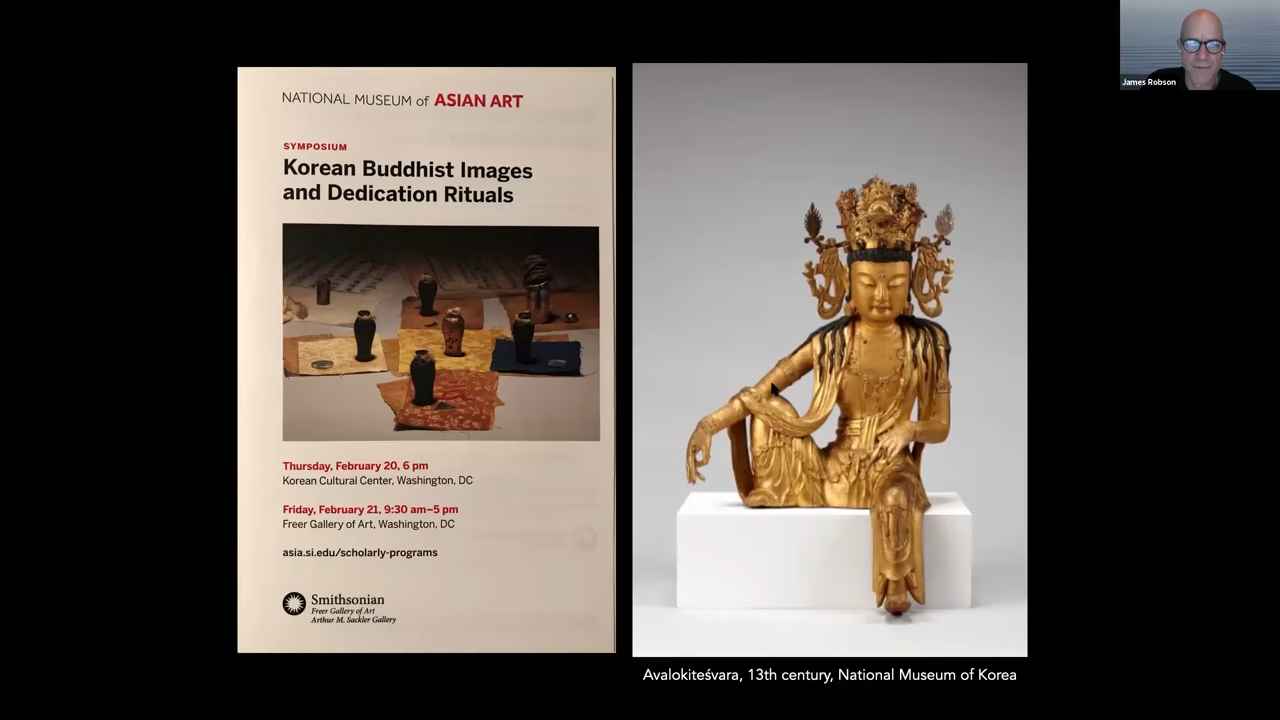 NATIONAL MUSEUM of ASIAN ART
SYMPOSIUM
Korean Buddhist Images
and Dedication Rituals
Thursday, February 20, 6 pm
Korean Cultural Center, Washington, DC
Friday, February 21, 9:30 am–5 pm
Freer Gallery of Art, Washington, DC
asia.si.edu/scholarly-programs
Smithsonian
Freer Gallery of Art
Arthur M. Sackler Gallery
Avalokiteśvara, 13th century, National Museum of Korea
James Robson